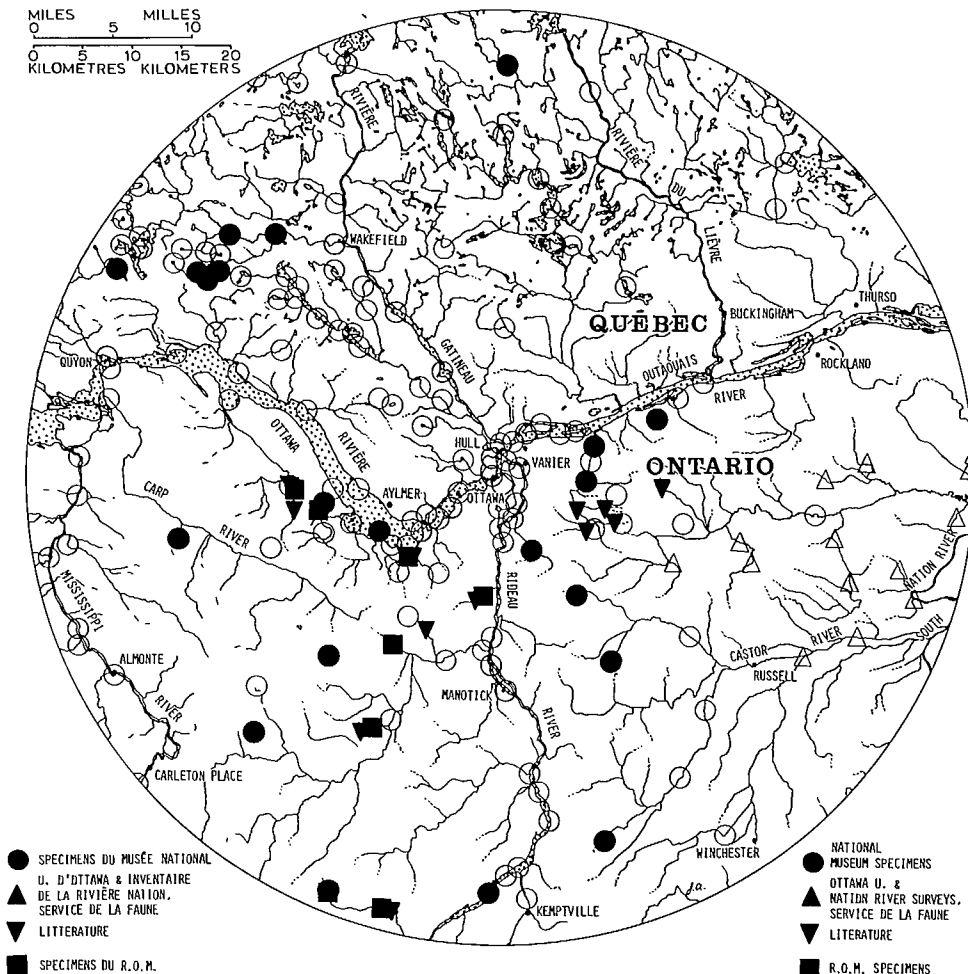 MILES MILLES
0 5 10
0 5 10 15 20
KILOMETRES KILOMETERS
RIVIÈRE
RIVIÈRE
DU
LIÈVRE
WAKEFIELD
THURSO
BUCKINGHAM
QUÉBEC
GATINEAU
ROCKLAND
QUYON
OUTAOUAIS
RIVER
OTTAWA
RIVIÈRE
HULL
VANIER
ONTARIO
CARP
RIVER
AYLMER
OTTAWA
NATION RIVER
SOUTH
MISSISSIPPI
RIVER
RIDEAU
RIVER
CASTOR
RIVER
RUSSELL
ALMONTE
MANOTICK
CARLETON PLACE
WINCHESTER
KEMPTVILLE
j.a.
SPECIMENS DU MUSÉE NATIONAL
U. D'OTTAWA & INVENTAIRE
DE LA RIVIÈRE NATION,
SERVICE DE LA FAUNE
LITTERATURE
SPECIMENS DU R.O.M.
NATIONAL
MUSEUM SPECIMENS
OTTAWA U. &
NATION RIVER SURVEYS,
SERVICE DE LA FAUNE
LITERATURE
R.O.M. SPECIMENS